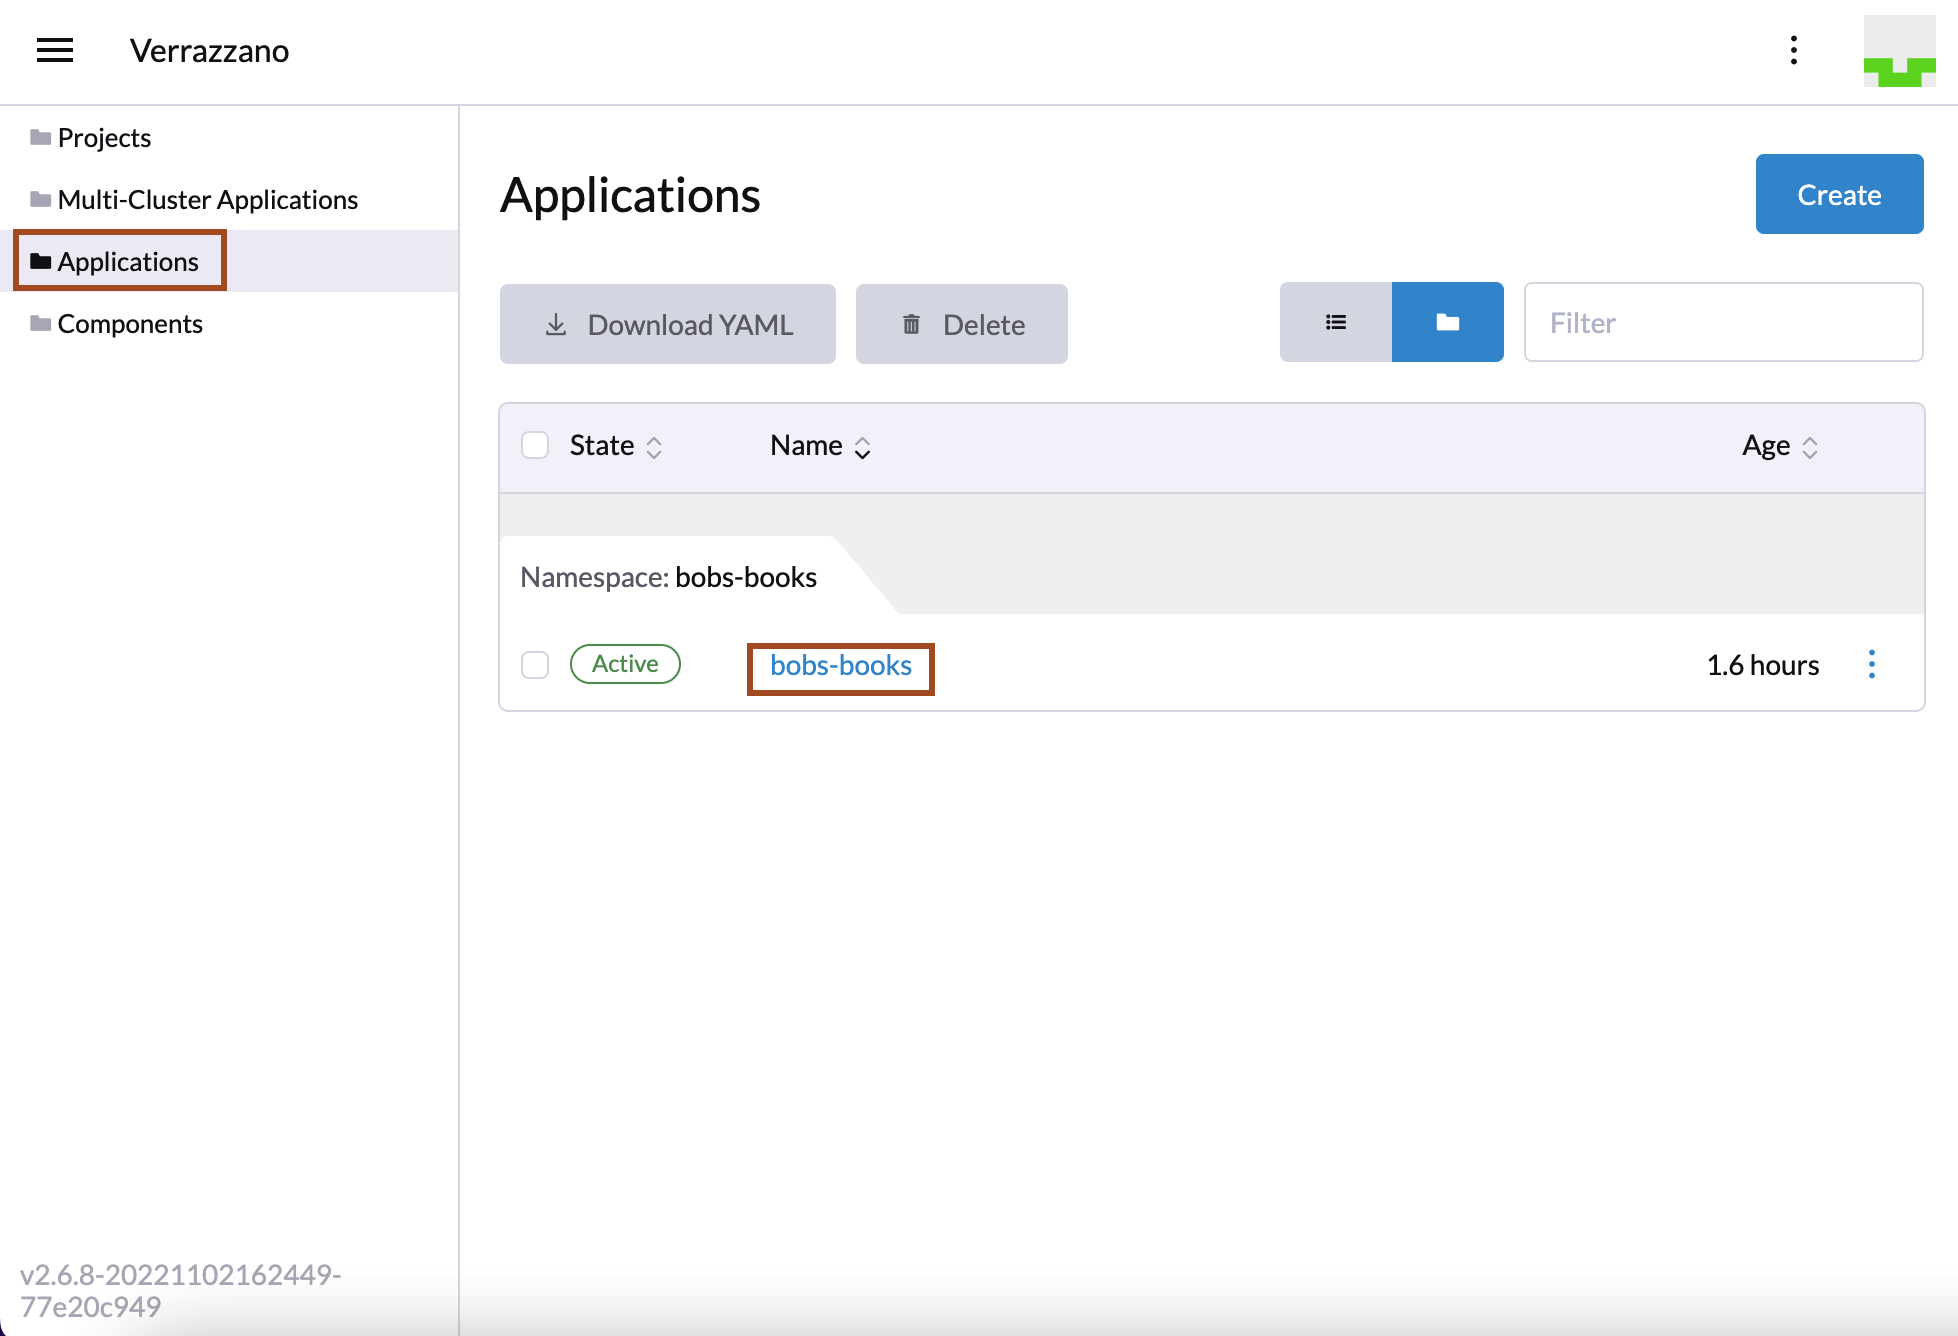 Verrazzano
Projects
Multi-Cluster Applications
Applications
Components
Applications
Create
Download YAML
Delete
Filter
State
Name
Age
Namespace: bobs-books
Active
bobs-books
1.6 hours
v2.6.8-20221102162449-
77e20c949